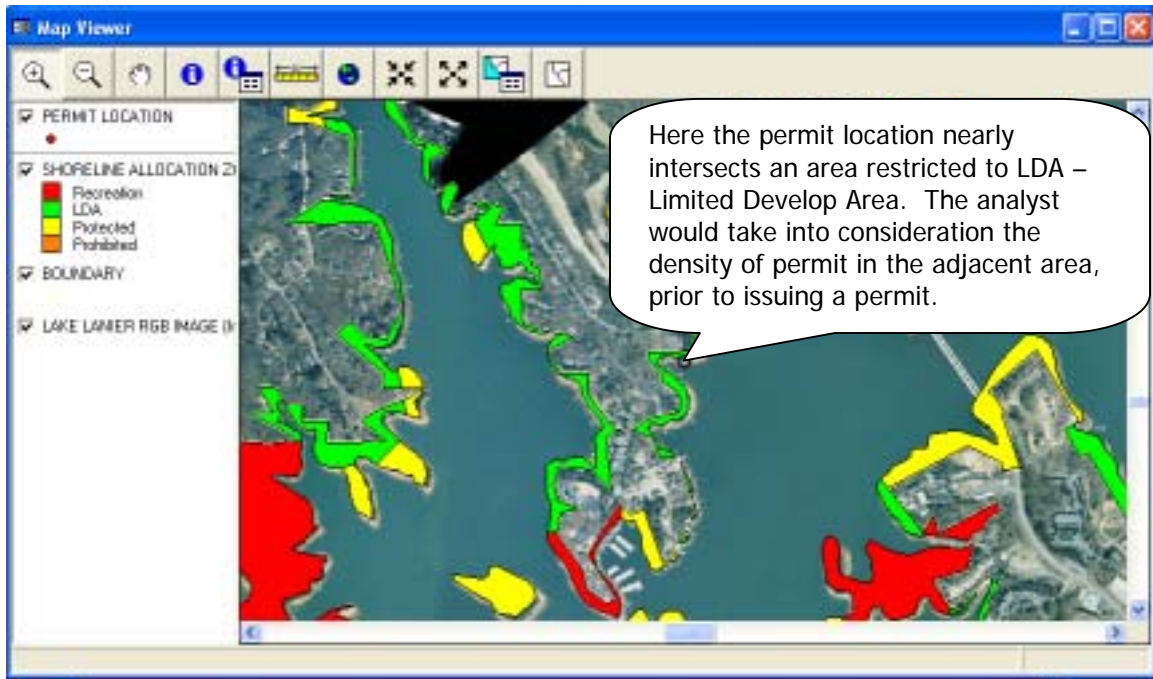 Map Viewer
PERMIT LOCATION
SHORELINE ALLOCATION
Recreation
LDA
Protected
Prohibited
BOUNDARY
LAKE LANIER RGB IMAGE
Here the permit location nearly
intersects an area restricted to LDA –
Limited Develop Area. The analyst
would take into consideration the
density of permit in the adjacent area,
prior to issuing a permit.